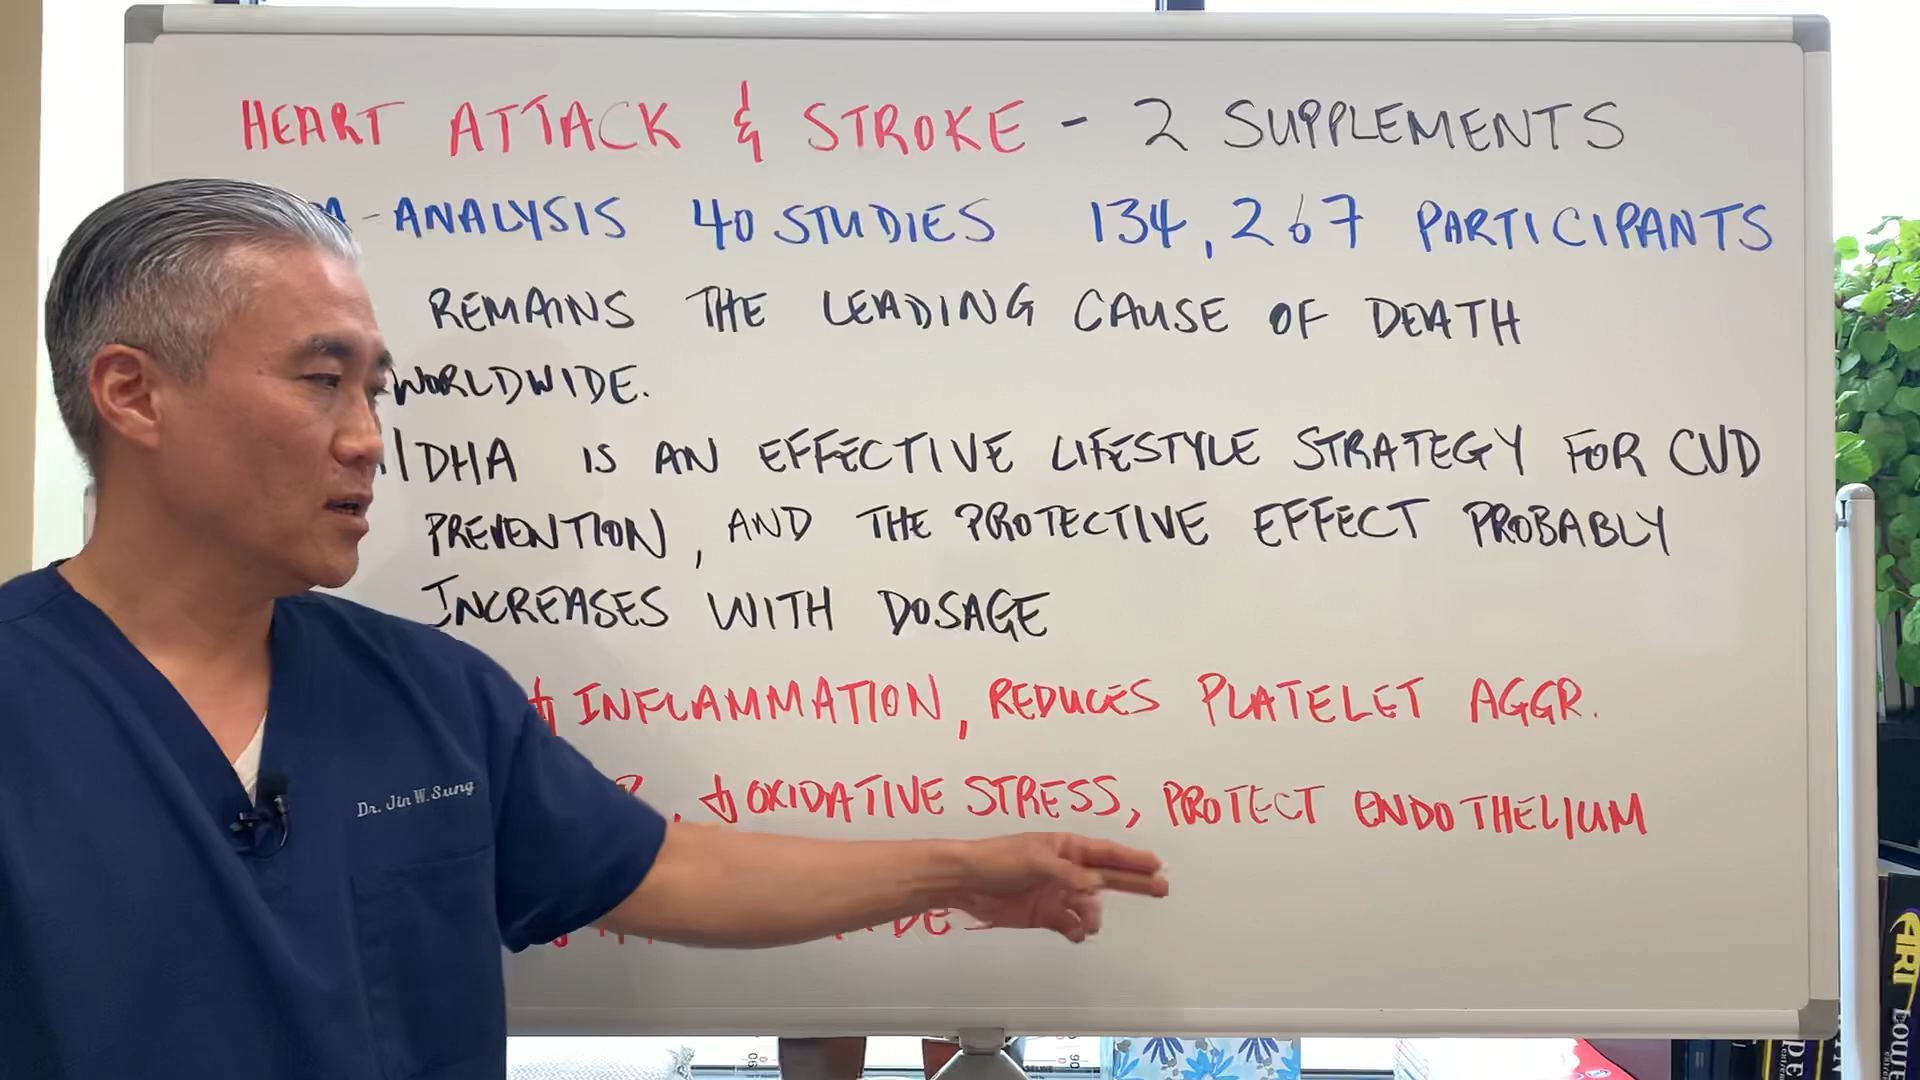 HEART ATTACK & STROKE - 2 SUPPLEMENTS
-ANALYSIS 40 STUDIES 134,267 PARTICIPANTS
REMAINS THE LEADING CAUSE OF DEATH
WORLDWIDE.
/DHA IS AN EFFECTIVE LIFESTYLE STRATEGY FOR CVD
PREVENTION, AND THE PROTECTIVE EFFECT PROBABLY
INCREASES WITH DOSAGE
↓ INFLAMMATION, REDUCES PLATELET AGGR.
, ↓ OXIDATIVE STRESS, PROTECT ENDOTHELIUM
Dr. Jin W. Sung